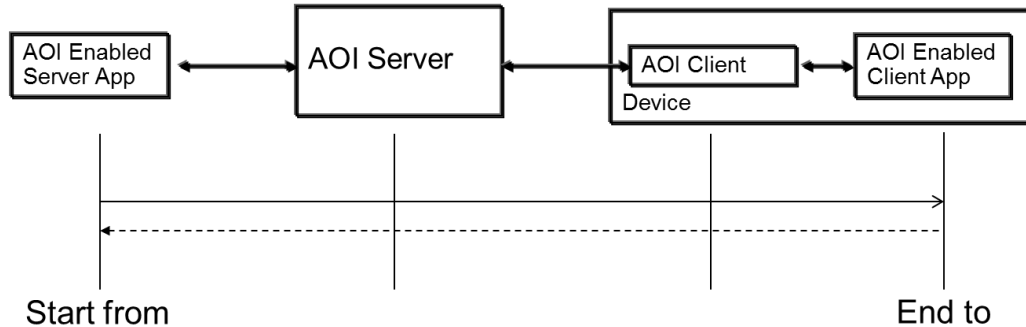 AOI Enabled
Server App
AOI Server
AOI Client
Device
AOI Enabled
Client App
Start from
End to